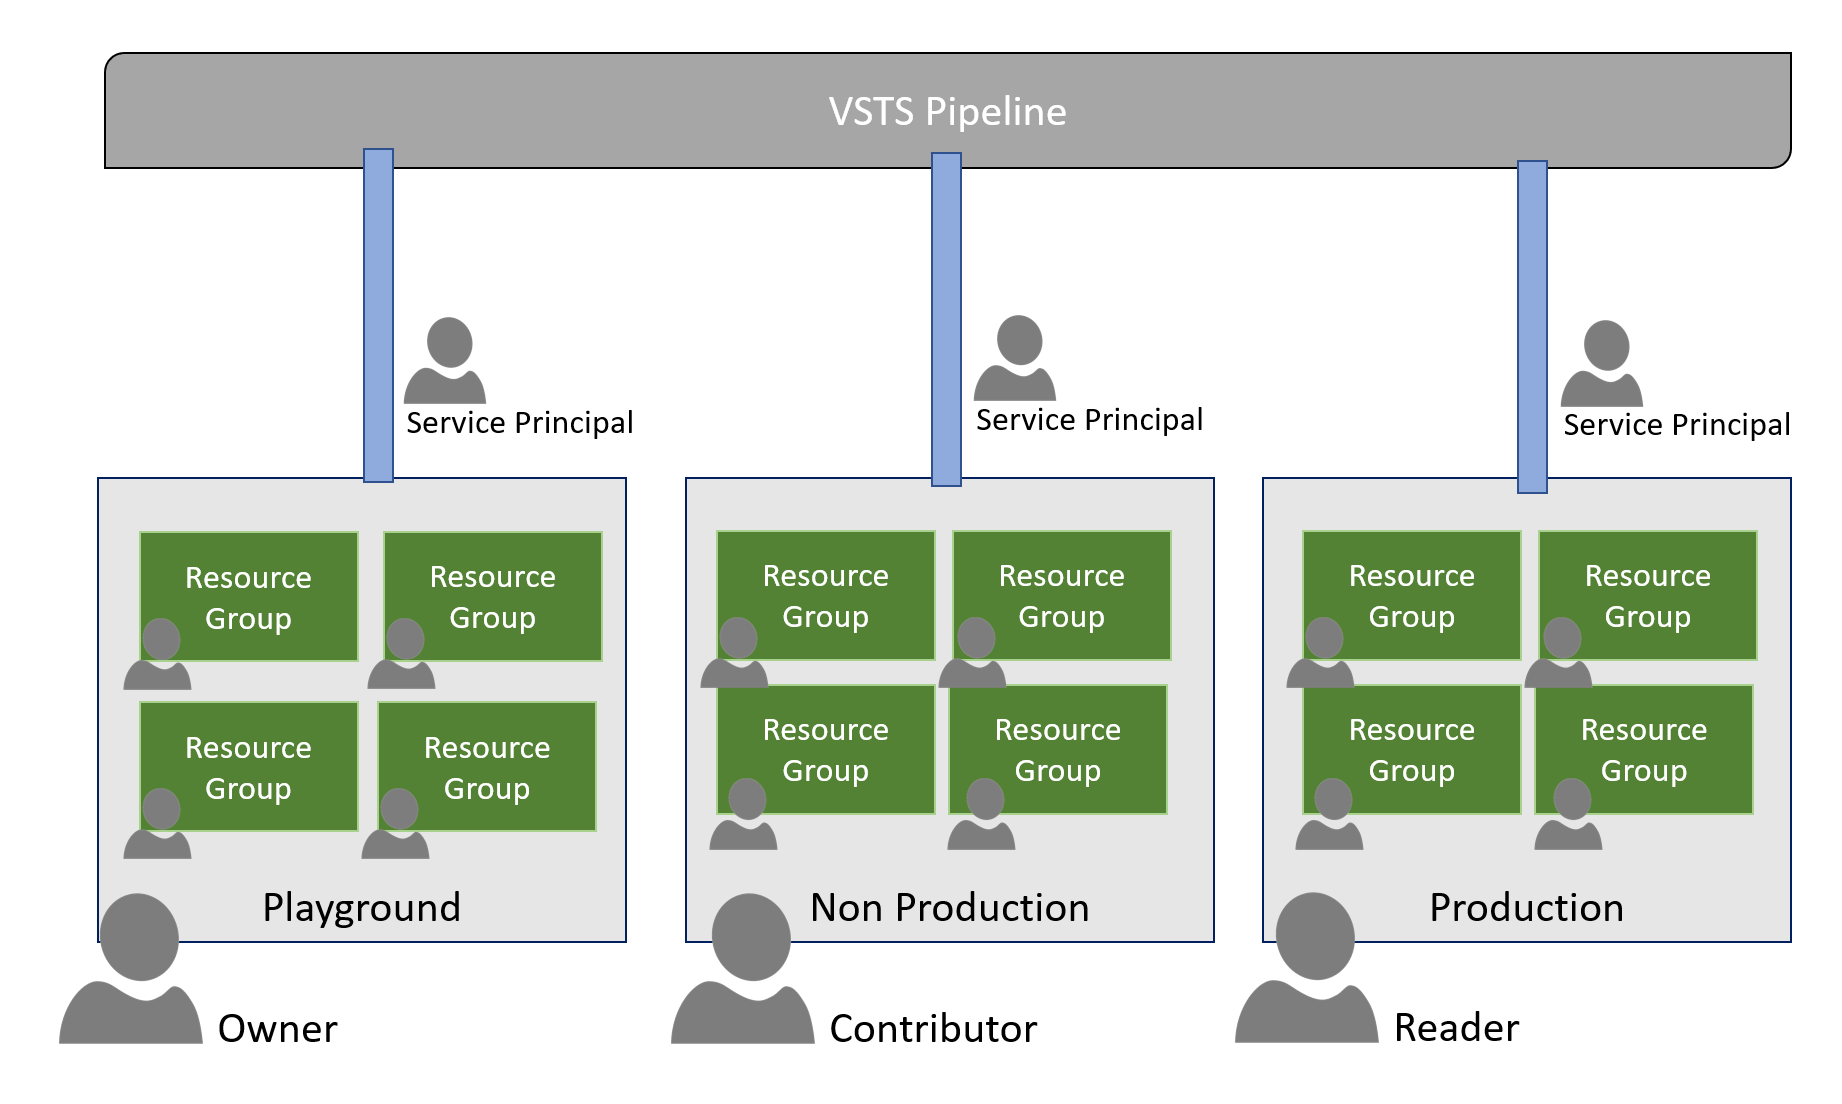 VSTS Pipeline
Service Principal
Service Principal
Service Principal
Resource
Group
Resource
Group
Resource
Group
Resource
Group
Playground
Owner
Resource
Group
Resource
Group
Resource
Group
Resource
Group
Non Production
Contributor
Resource
Group
Resource
Group
Resource
Group
Resource
Group
Production
Reader